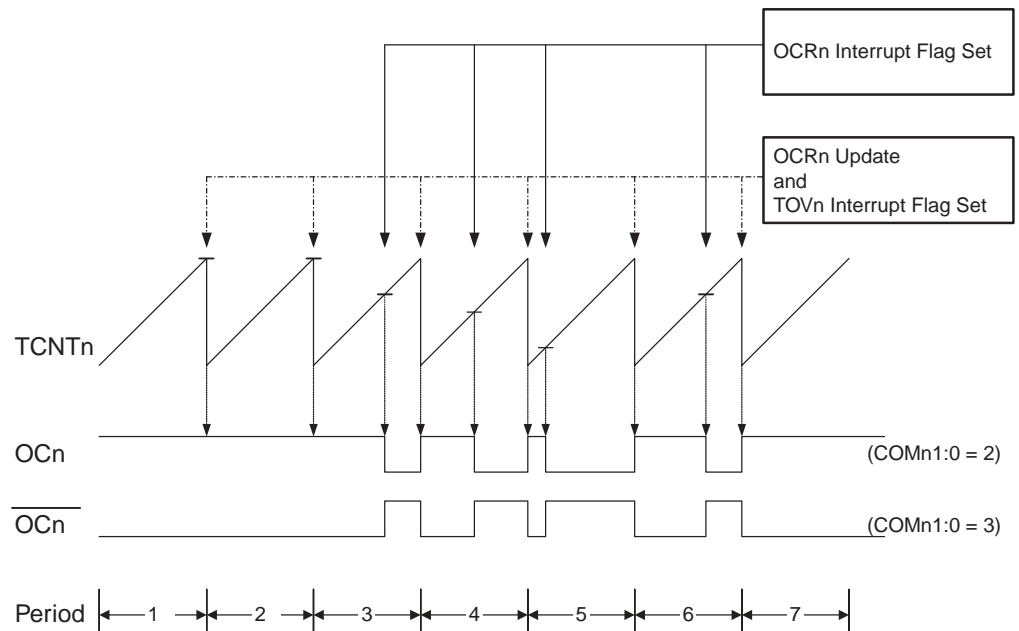 OCRn Interrupt Flag Set
OCRn Update
and
TOVn Interrupt Flag Set
TCNTn
OCn
(COMn1:0 = 2)
OCn
(COMn1:0 = 3)
Period
1
2
3
4
5
6
7